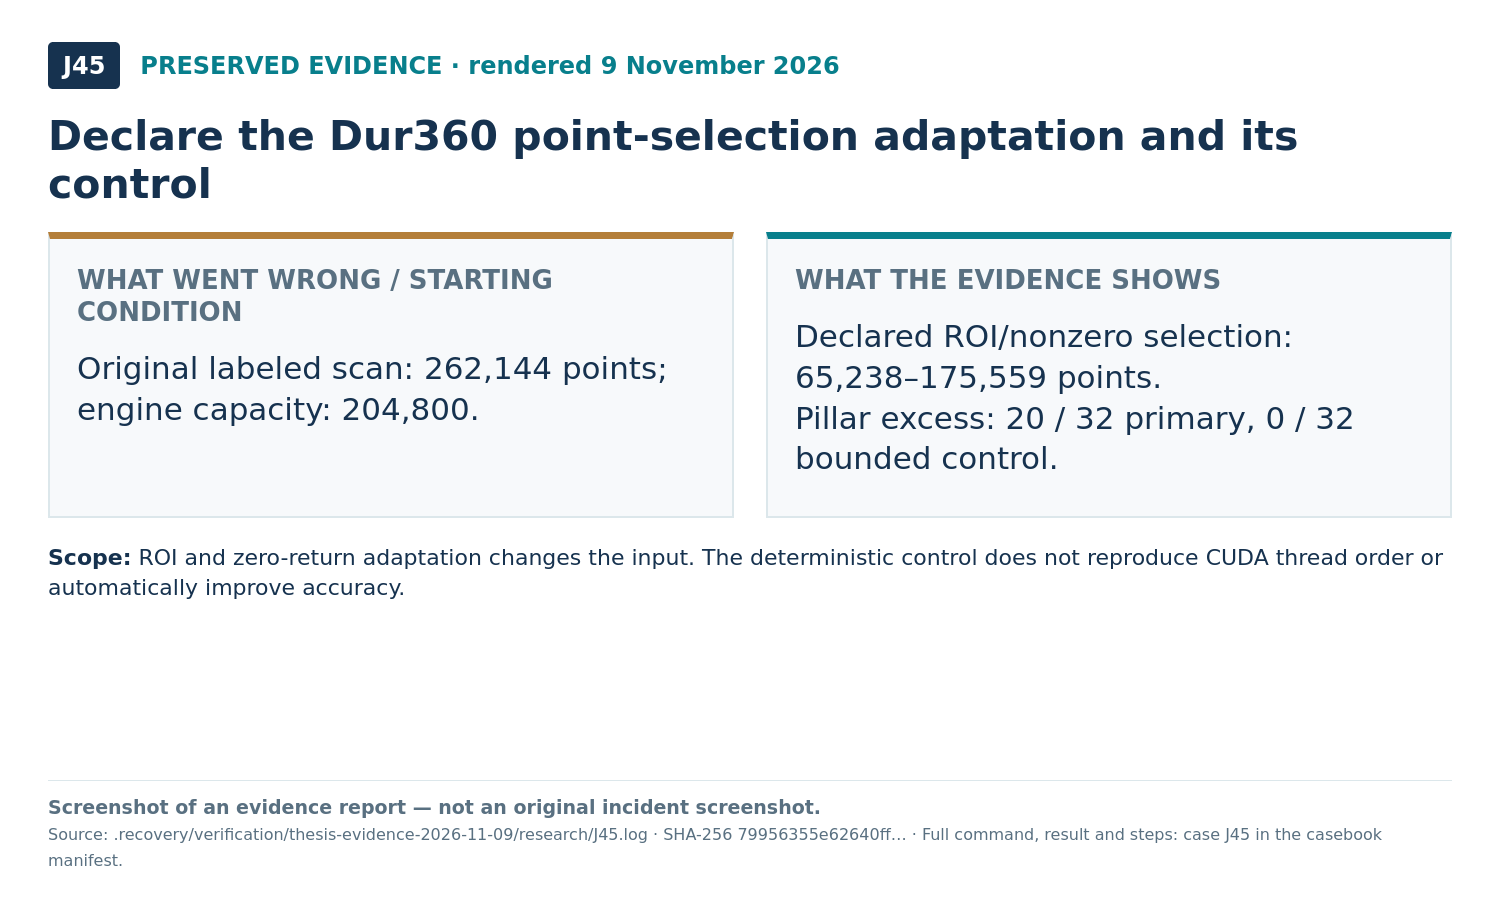 J45
PRESERVED EVIDENCE · rendered 9 November 2026
Declare the Dur360 point-selection adaptation and its
control
WHAT WENT WRONG / STARTING
CONDITION
Original labeled scan: 262,144 points;
engine capacity: 204,800.
WHAT THE EVIDENCE SHOWS
Declared ROI/nonzero selection:
65,238–175,559 points.
Pillar excess: 20 / 32 primary, 0 / 32
bounded control.
Scope: ROI and zero-return adaptation changes the input. The deterministic control does not reproduce CUDA thread order or
automatically improve accuracy.
Screenshot of an evidence report — not an original incident screenshot.
Source: .recovery/verification/thesis-evidence-2026-11-09/research/J45.log · SHA-256 79956355e62640ff… · Full command, result and steps: case J45 in the casebook
manifest.